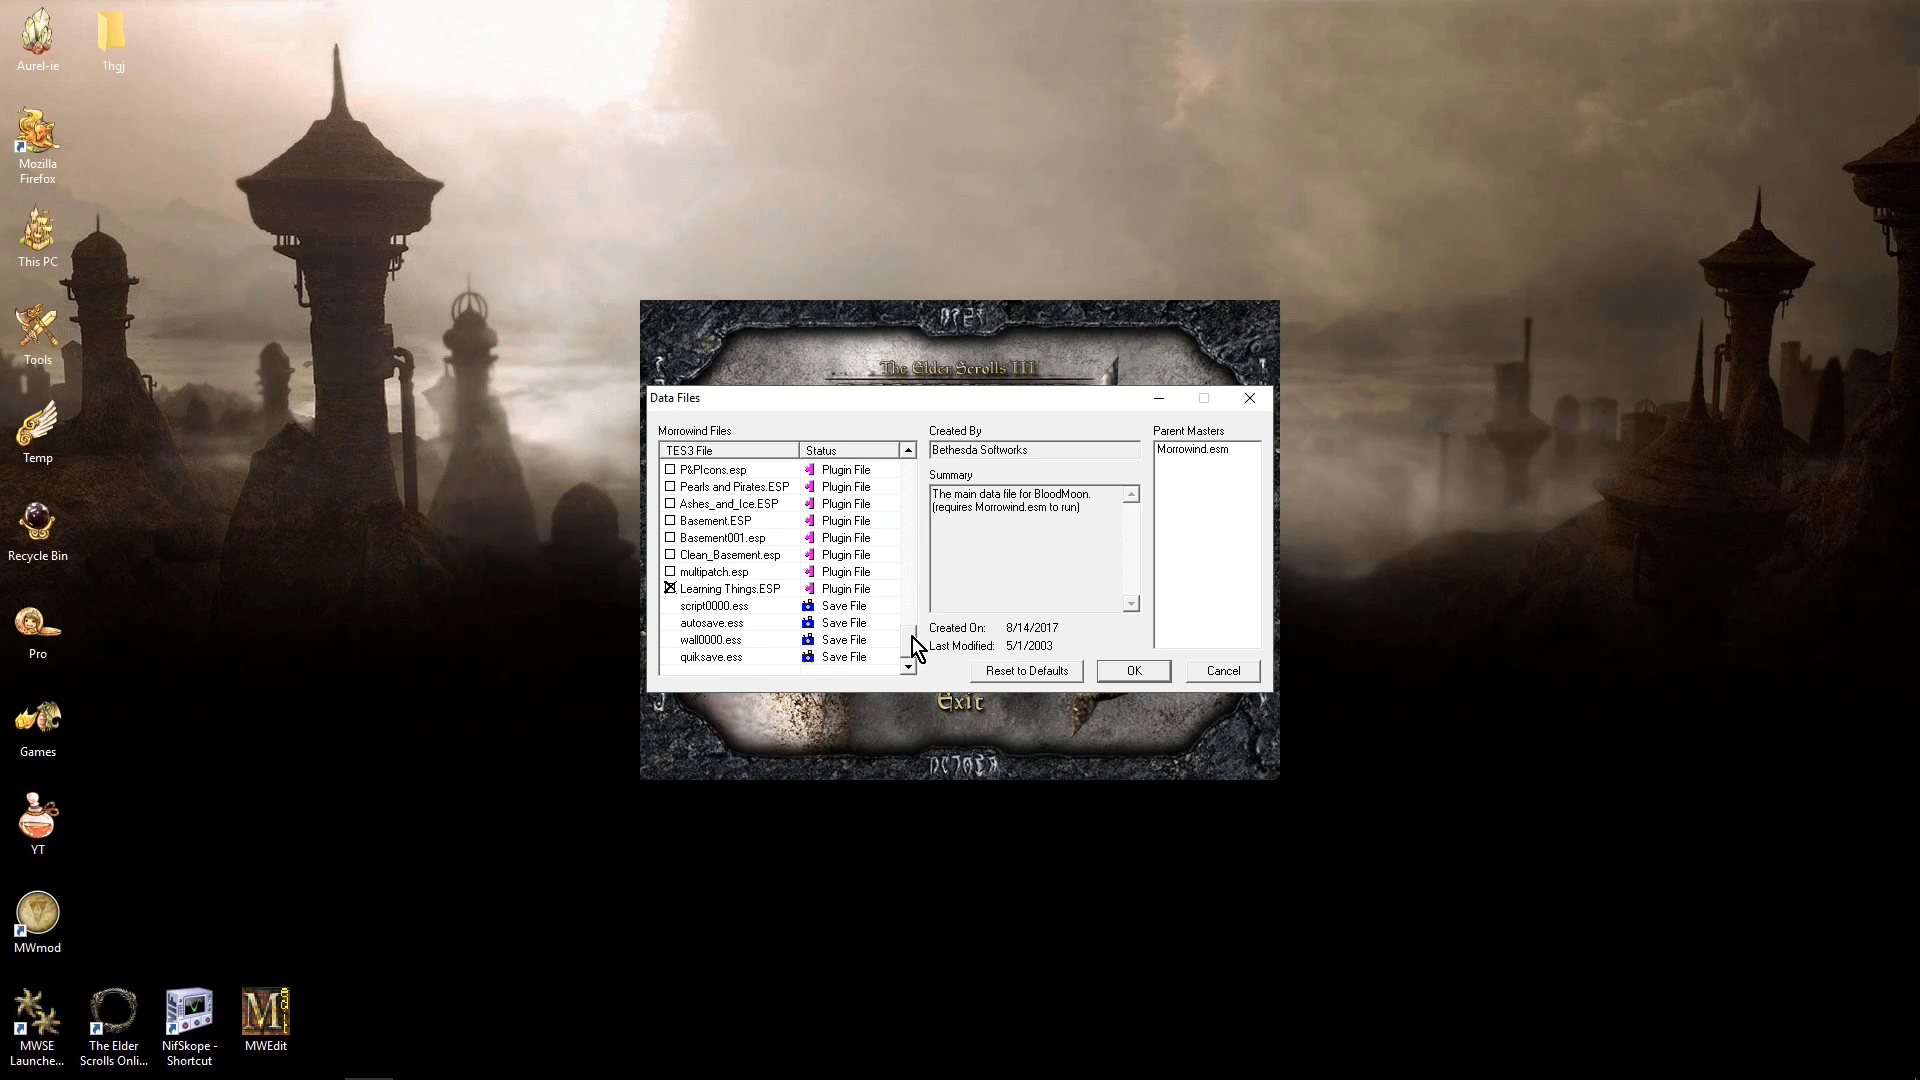 Aurel-ie
1hgj
Mozilla
Firefox
This PC
Tools
Temp
Recycle Bin
Pro
Games
YT
MWmod
MWSE
Launche...
The Elder
Scrolls Onli...
NifSkope -
Shortcut
MWEdit
The Elder Scrolls III
Data Files
Morrowind Files
TES3 File Status
P&PIcons.esp Plugin File
Pearls and Pirates.ESP Plugin File
Ashes_and_Ice.ESP Plugin File
Basement.ESP Plugin File
Basement001.esp Plugin File
Clean_Basement.esp Plugin File
multipatch.esp Plugin File
Learning Things.ESP Plugin File
script0000.ess Save File
autosave.ess Save File
wall0000.ess Save File
quiksave.ess Save File
Created By
Bethesda Softworks
Summary
The main data file for BloodMoon.
(requires Morrowind.esm to run)
Created On: 8/14/2017
Last Modified: 5/1/2003
Parent Masters
Morrowind.esm
Reset to Defaults
OK
Cancel
Exit